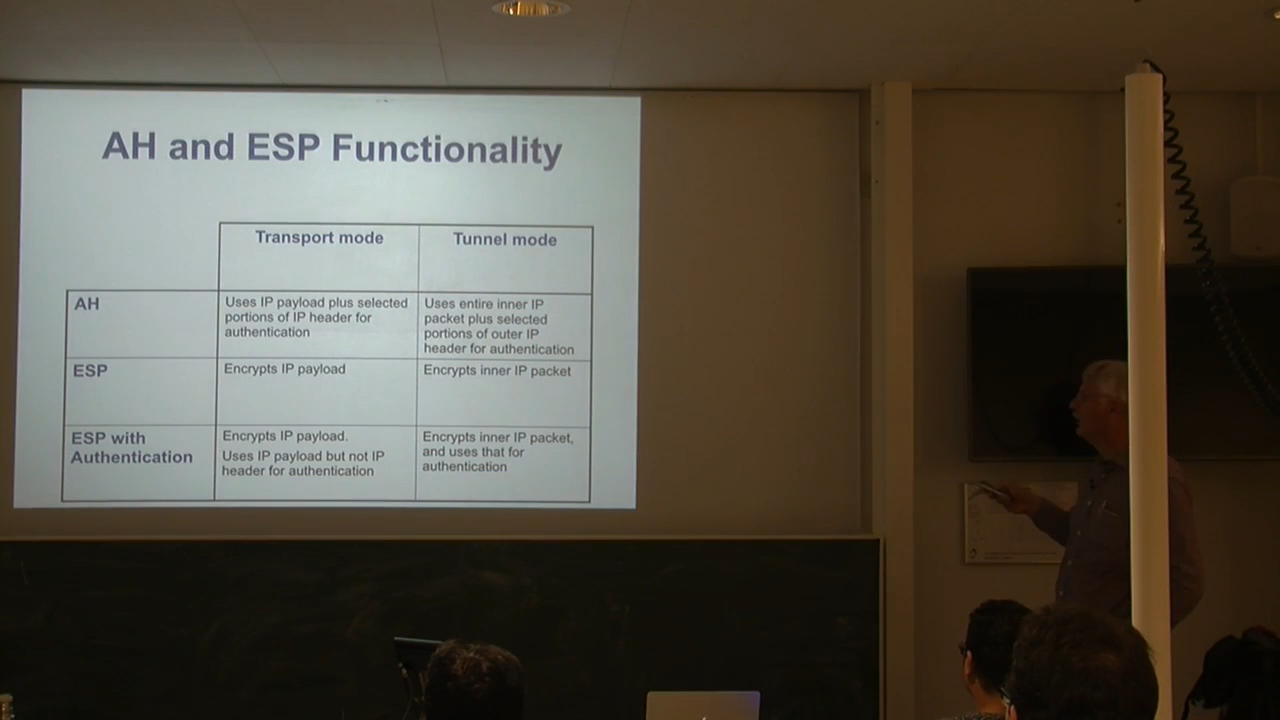 AH and ESP Functionality
Transport mode
Tunnel mode
AH
Uses IP payload plus selected
portions of IP header for
authentication
Uses entire inner IP
packet plus selected
portions of outer IP
header for authentication
ESP
Encrypts IP payload
Encrypts inner IP packet
ESP with
Authentication
Encrypts IP payload.
Uses IP payload but not IP
header for authentication
Encrypts inner IP packet,
and uses that for
authentication